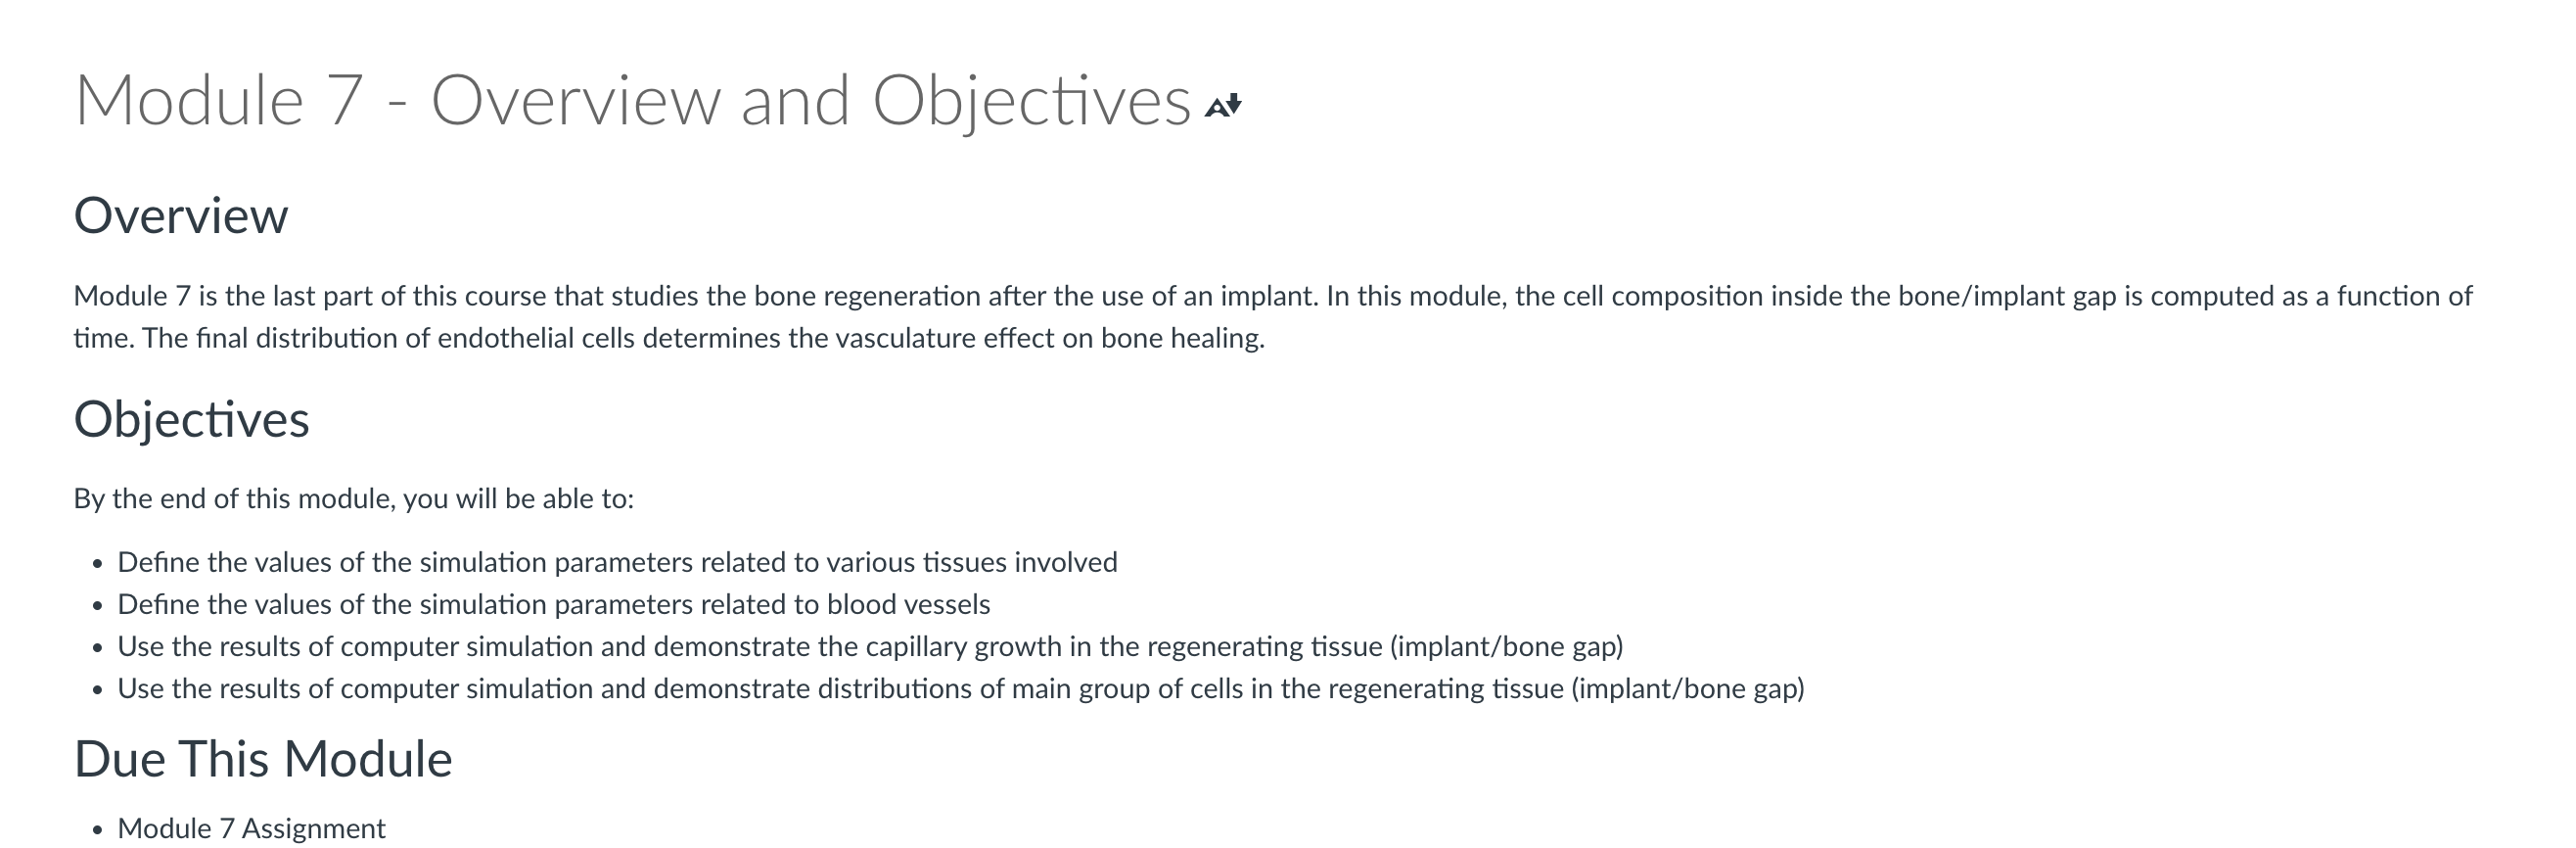 Module 7 - Overview and Objectives
Overview
Module 7 is the last part of this course that studies the bone regeneration after the use of an implant. In this module, the cell composition inside the bone/implant gap is computed as a function of
time. The final distribution of endothelial cells determines the vasculature effect on bone healing.
Objectives
By the end of this module, you will be able to:
• Define the values of the simulation parameters related to various tissues involved
• Define the values of the simulation parameters related to blood vessels
• Use the results of computer simulation and demonstrate the capillary growth in the regenerating tissue (implant/bone gap)
• Use the results of computer simulation and demonstrate distributions of main group of cells in the regenerating tissue (implant/bone gap)
Due This Module
• Module 7 Assignment